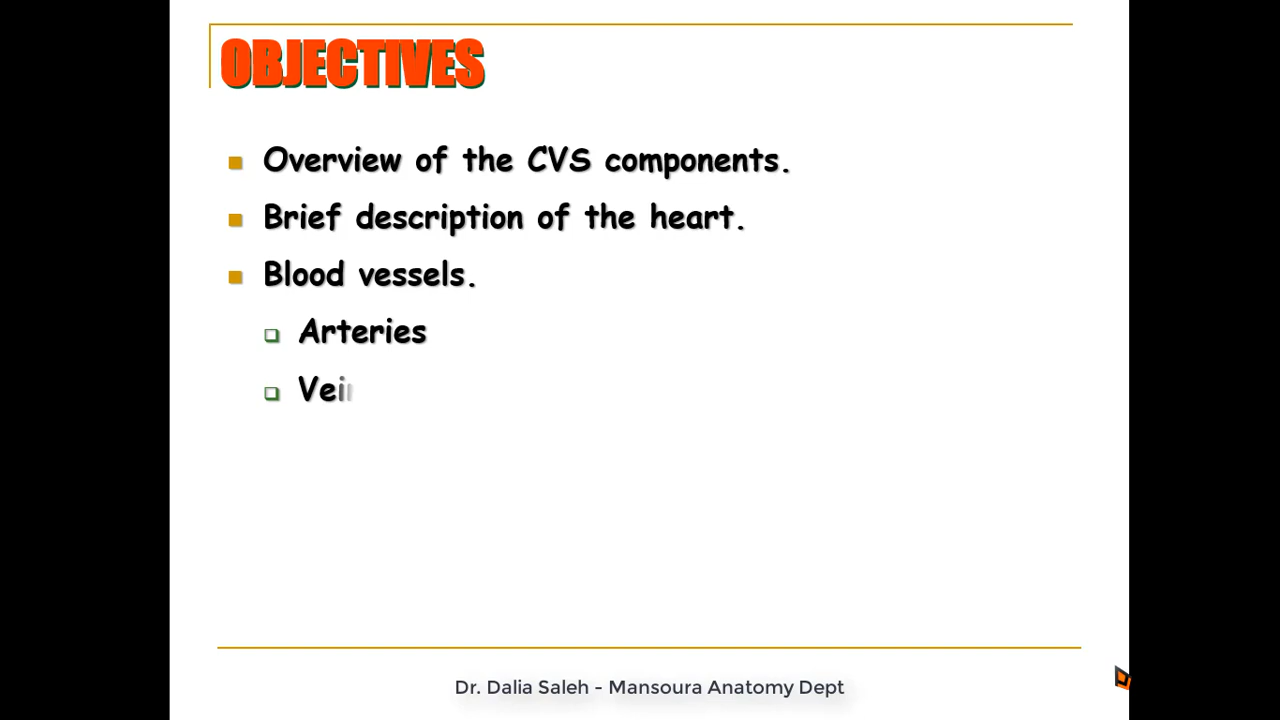 OBJECTIVES
Overview of the CVS components.
Brief description of the heart.
Blood vessels.
Arteries
Dr. Dalia Saleh - Mansoura Anatomy Dept